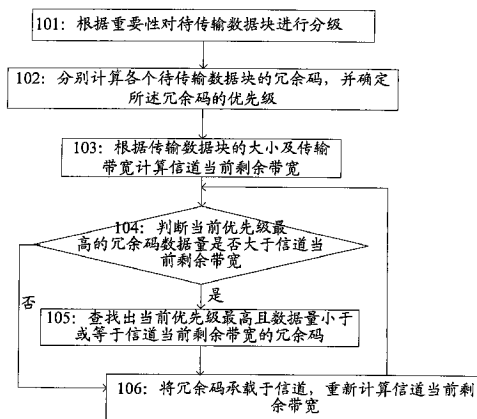 101：根据重要性对待传输数据块进行分级
102：分别计算各个待传输数据块的冗余码，并确定
所述冗余码的优先级
103：根据传输数据块的大小及传输
带宽计算信道当前剩余带宽
104：判断当前优先级最
高的冗余码数据量是否大于信道当
前剩余带宽
否
是
105：查找出当前优先级最高且数据量小于
或等于信道当前剩余带宽的冗余码
106：将冗余码承载于信道，重新计算信道当前剩
余带宽